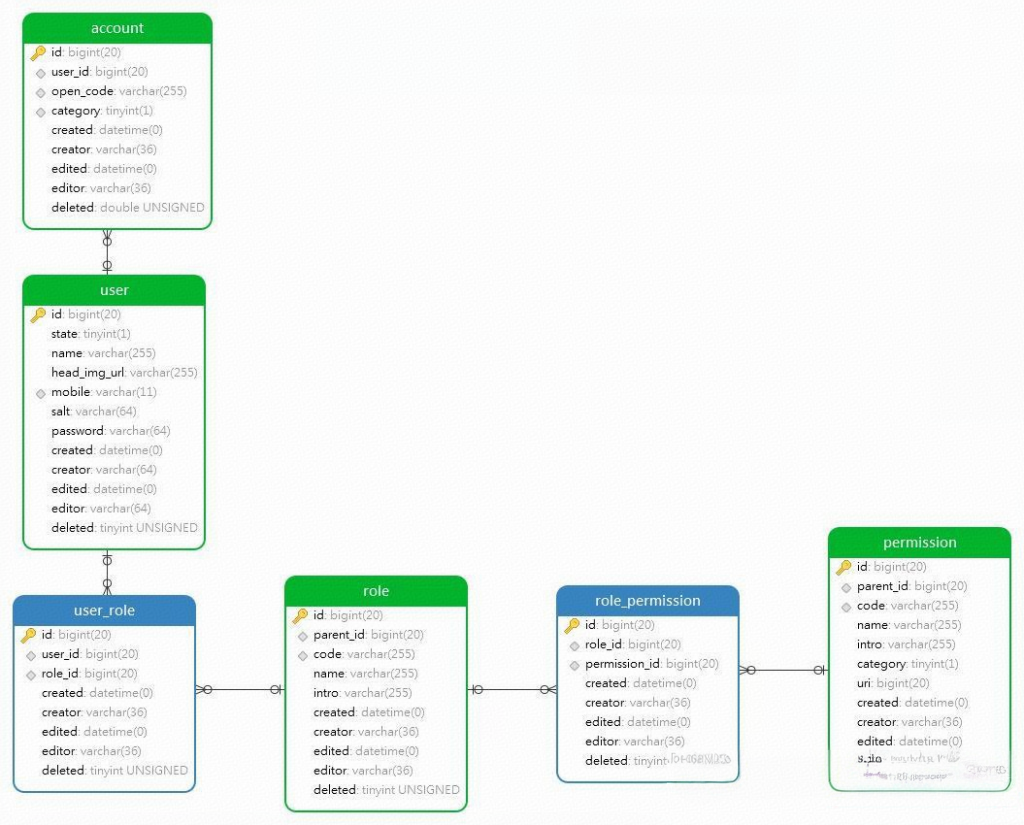 account
id: bigint(20)
user_id: bigint(20)
open_code: varchar(255)
category: tinyint(1)
created: datetime(0)
creator: varchar(36)
edited: datetime(0)
editor: varchar(36)
deleted: double UNSIGNED
user
id: bigint(20)
state: tinyint(1)
name: varchar(255)
head_img_url: varchar(255)
mobile: varchar(11)
salt: varchar(64)
password: varchar(64)
created: datetime(0)
creator: varchar(64)
edited: datetime(0)
editor: varchar(64)
deleted: tinyint UNSIGNED
user_role
id: bigint(20)
user_id: bigint(20)
role_id: bigint(20)
created: datetime(0)
creator: varchar(36)
edited: datetime(0)
editor: varchar(36)
deleted: tinyint UNSIGNED
role
id: bigint(20)
parent_id: bigint(20)
code: varchar(255)
name: varchar(255)
intro: varchar(255)
created: datetime(0)
creator: varchar(36)
edited: datetime(0)
editor: varchar(36)
deleted: tinyint UNSIGNED
role_permission
id: bigint(20)
role_id: bigint(20)
permission_id: bigint(20)
created: datetime(0)
creator: varchar(36)
edited: datetime(0)
editor: varchar(36)
deleted: tinyint
permission
id: bigint(20)
parent_id: bigint(20)
code: varchar(255)
name: varchar(255)
intro: varchar(255)
category: tinyint(1)
uri: bigint(20)
created: datetime(0)
creator: varchar(36)
edited: datetime(0)